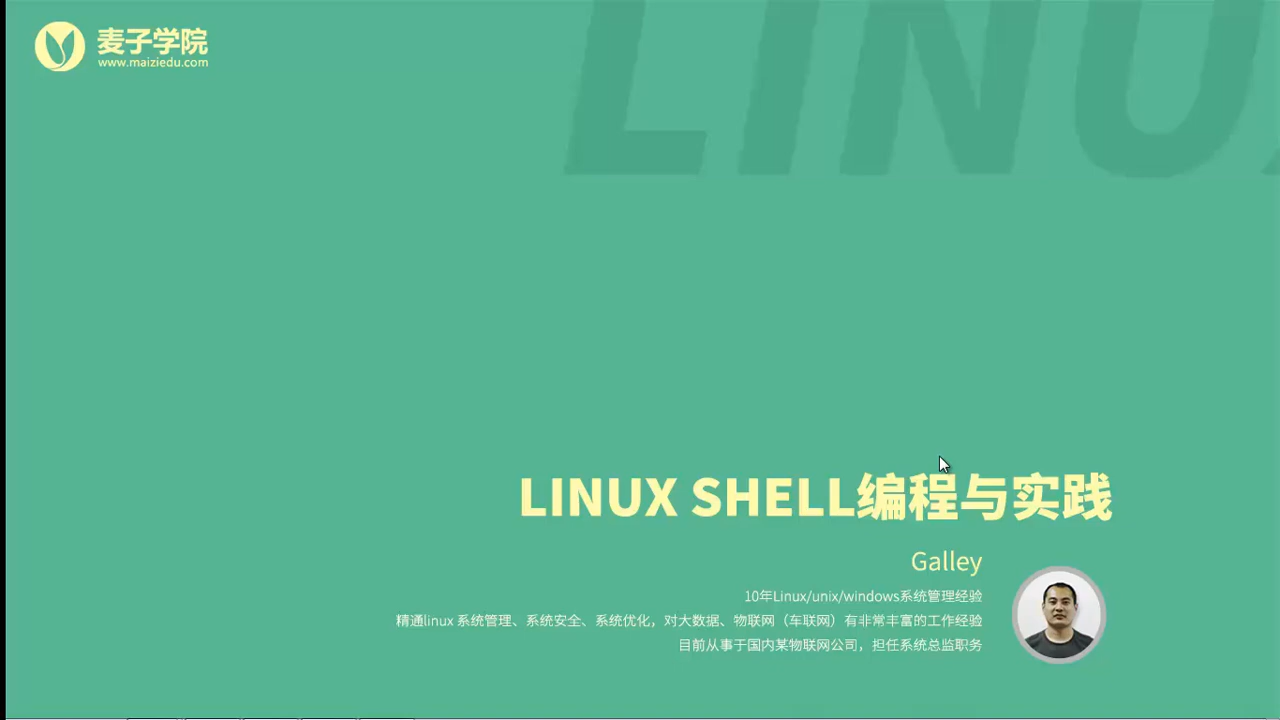 麦子学院
www.maiziedu.com
LINUX
LINUX SHELL编程与实践
Galley
10年Linux/unix/windows系统管理经验
精通linux 系统管理、系统安全、系统优化，对大数据、物联网（车联网）有非常丰富的工作经验
目前从事于国内某物联网公司，担任系统总监职务